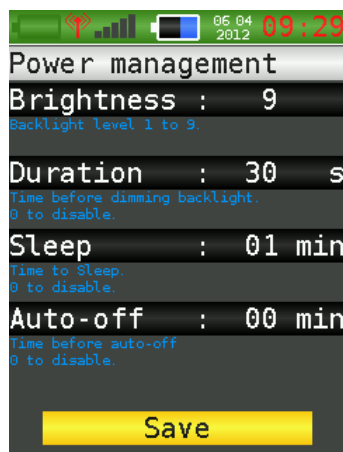 06 04
2012 09:29
Power management
Brightness : 9
Backlight level 1 to 9.
Duration : 30 s
Time before dimming backlight.
0 to disable.
Sleep : 01 min
Time to Sleep.
0 to disable.
Auto-off : 00 min
Time before auto-off
0 to disable.
Save